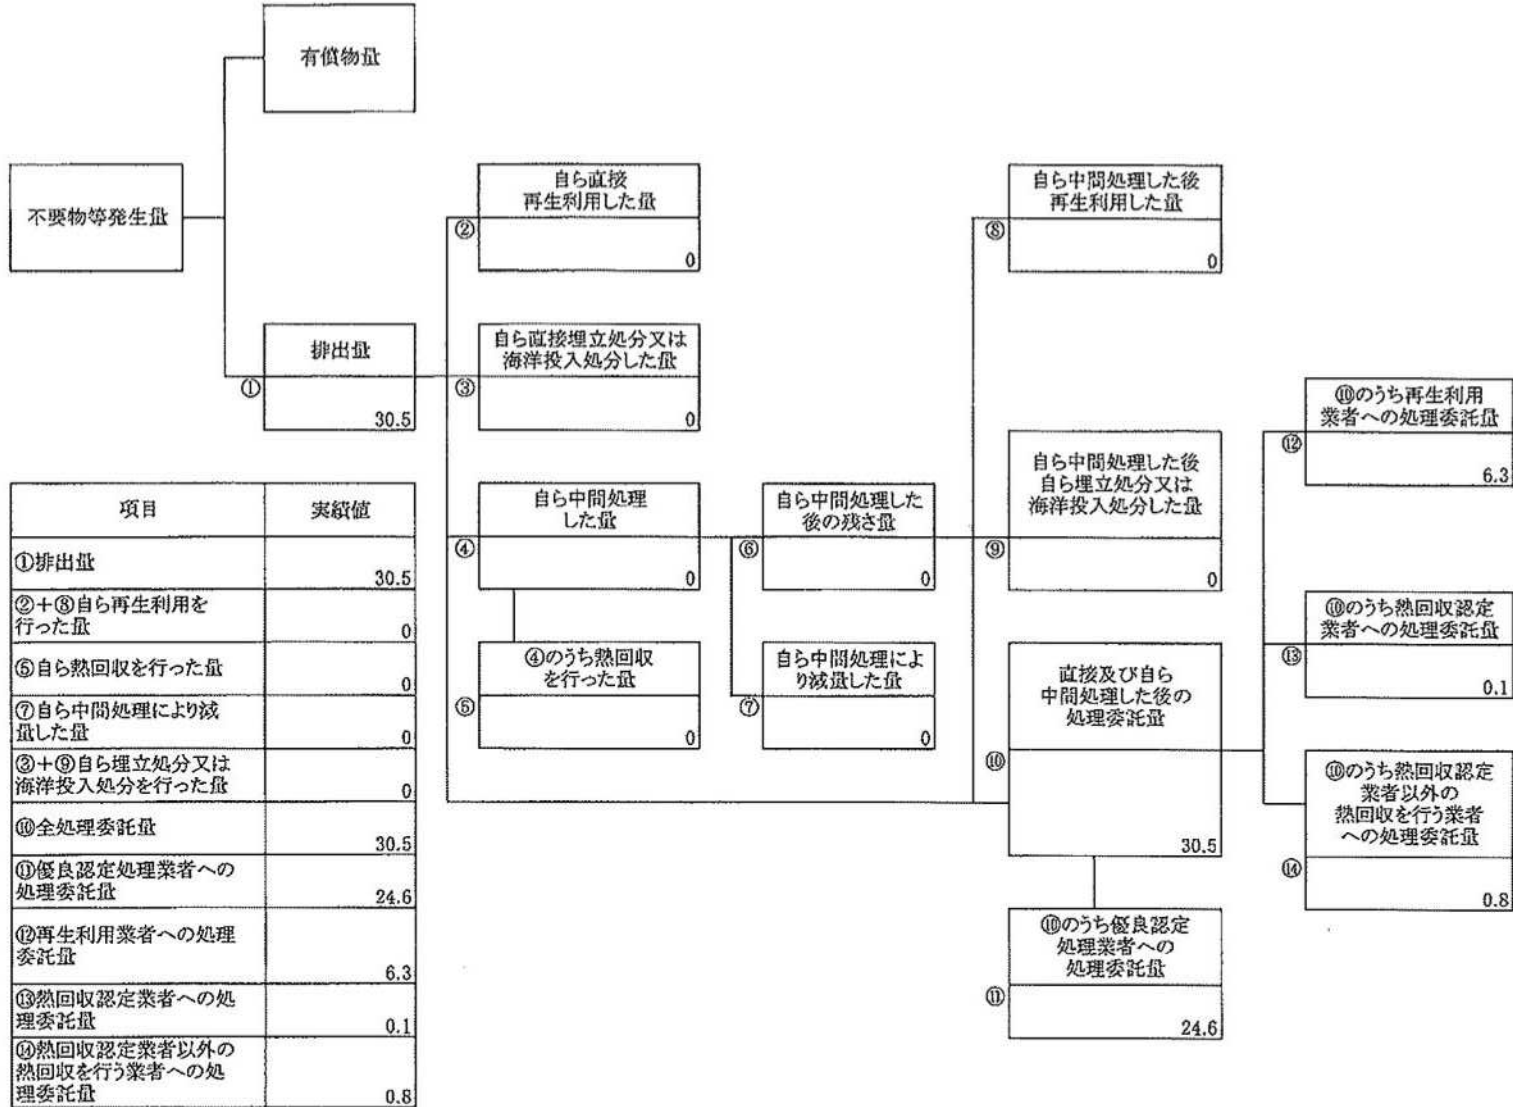 有償物量
不要物等発生量
排出量
①
30.5
自ら直接
再生利用した量
②
0
自ら直接埋立処分又は
海洋投入処分した量
③
0
自ら中間処理
した量
④
0
④のうち熱回収
を行った量
⑤
0
自ら中間処理した
後の残さ量
⑥
0
自ら中間処理によ
り減量した量
⑦
0
自ら中間処理した後
再生利用した量
⑧
0
自ら中間処理した後
自ら埋立処分又は
海洋投入処分した量
⑨
0
直接及び自ら
中間処理した後の
処理委託量
⑩
30.5
⑩のうち優良認定
処理業者への
処理委託量
⑪
24.6
⑩のうち再生利用
業者への処理委託量
⑫
6.3
⑩のうち熱回収認定
業者への処理委託量
⑬
0.1
⑩のうち熱回収認定
業者以外の
熱回収を行う業者
への処理委託量
⑭
0.8
項目 実績値
①排出量
30.5
②+⑧自ら再生利用を
行った量
0
⑤自ら熱回収を行った量
0
⑦自ら中間処理により減
量した量
0
③+⑨自ら埋立処分又は
海洋投入処分を行った量
0
⑩全処理委託量
30.5
⑪優良認定処理業者への
処理委託量
24.6
⑫再生利用業者への処理
委託量
6.3
⑬熱回収認定業者への処
理委託量
0.1
⑭熱回収認定業者以外の
熱回収を行う業者への処
理委託量
0.8